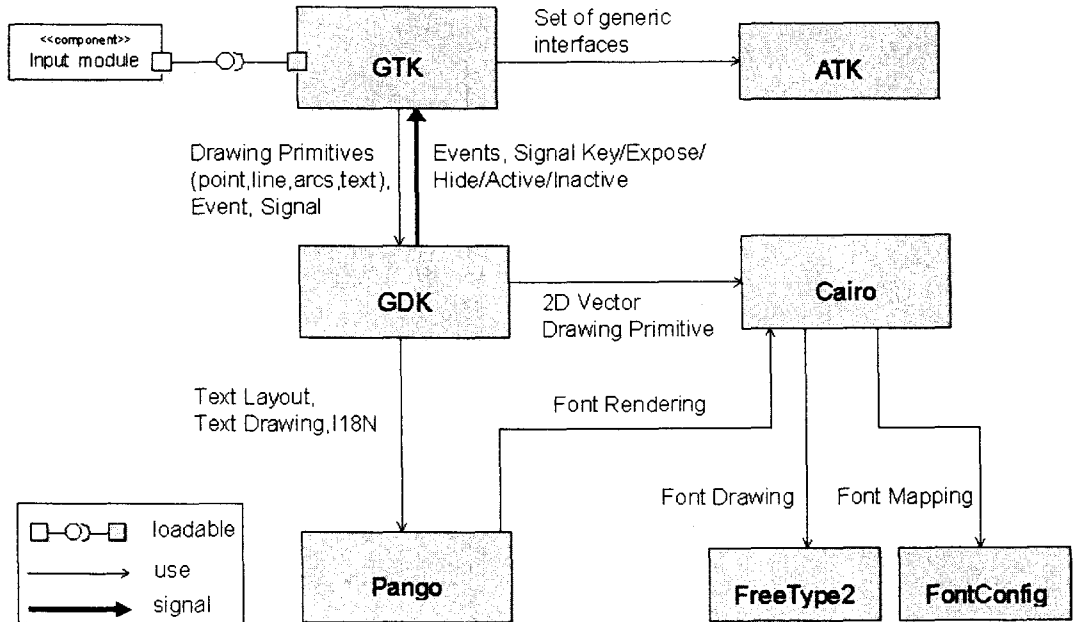 <<component>>
Input module
GTK
Set of generic
interfaces
ATK
Drawing Primitives
(point,line,arcs,text),
Event, Signal
Events, Signal Key/Expose/
Hide/Active/Inactive
GDK
2D Vector
Drawing Primitive
Cairo
Text Layout,
Text Drawing,I18N
Font Rendering
Font Drawing
Font Mapping
loadable
use
signal
Pango
FreeType2
FontConfig